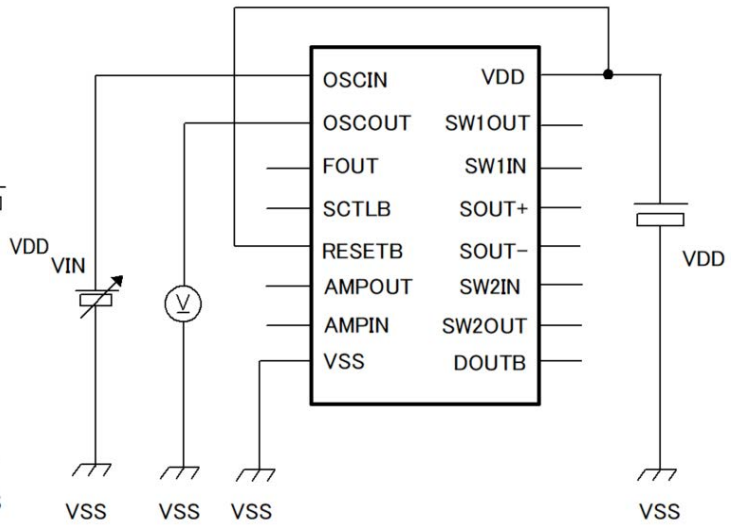 OSCIN
OSCOUT
FOUT
SCTLB
RESETB
AMPOUT
AMPIN
VSS
VDD
SW1OUT
SW1IN
SOUT+
SOUT-
SW2IN
SW2OUT
DOUTB
VDD
VIN
V
VDD
VSS
VSS
VSS
VSS